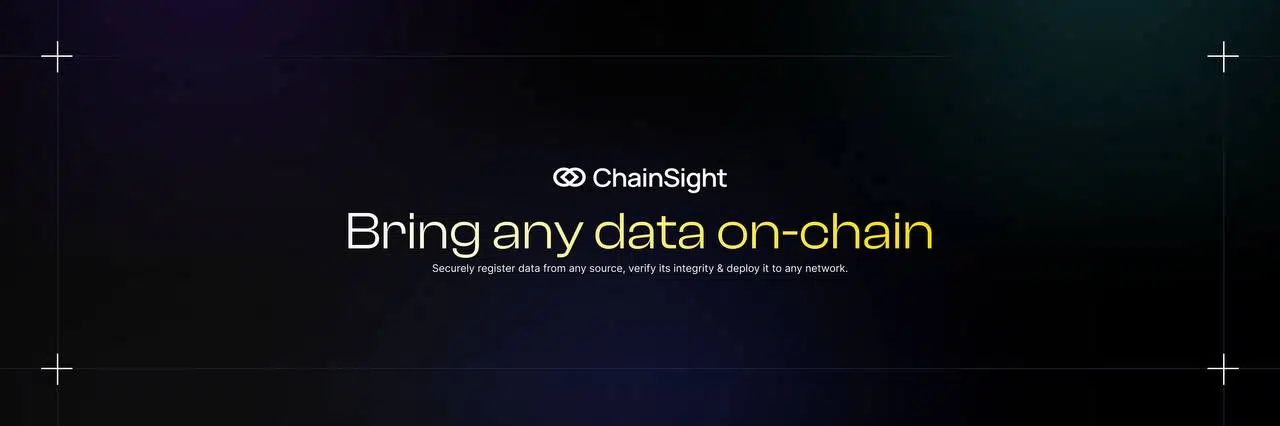 ChainSight
Bring any data on-chain
Securely register data from any source, verify its integrity & deploy it to any network.